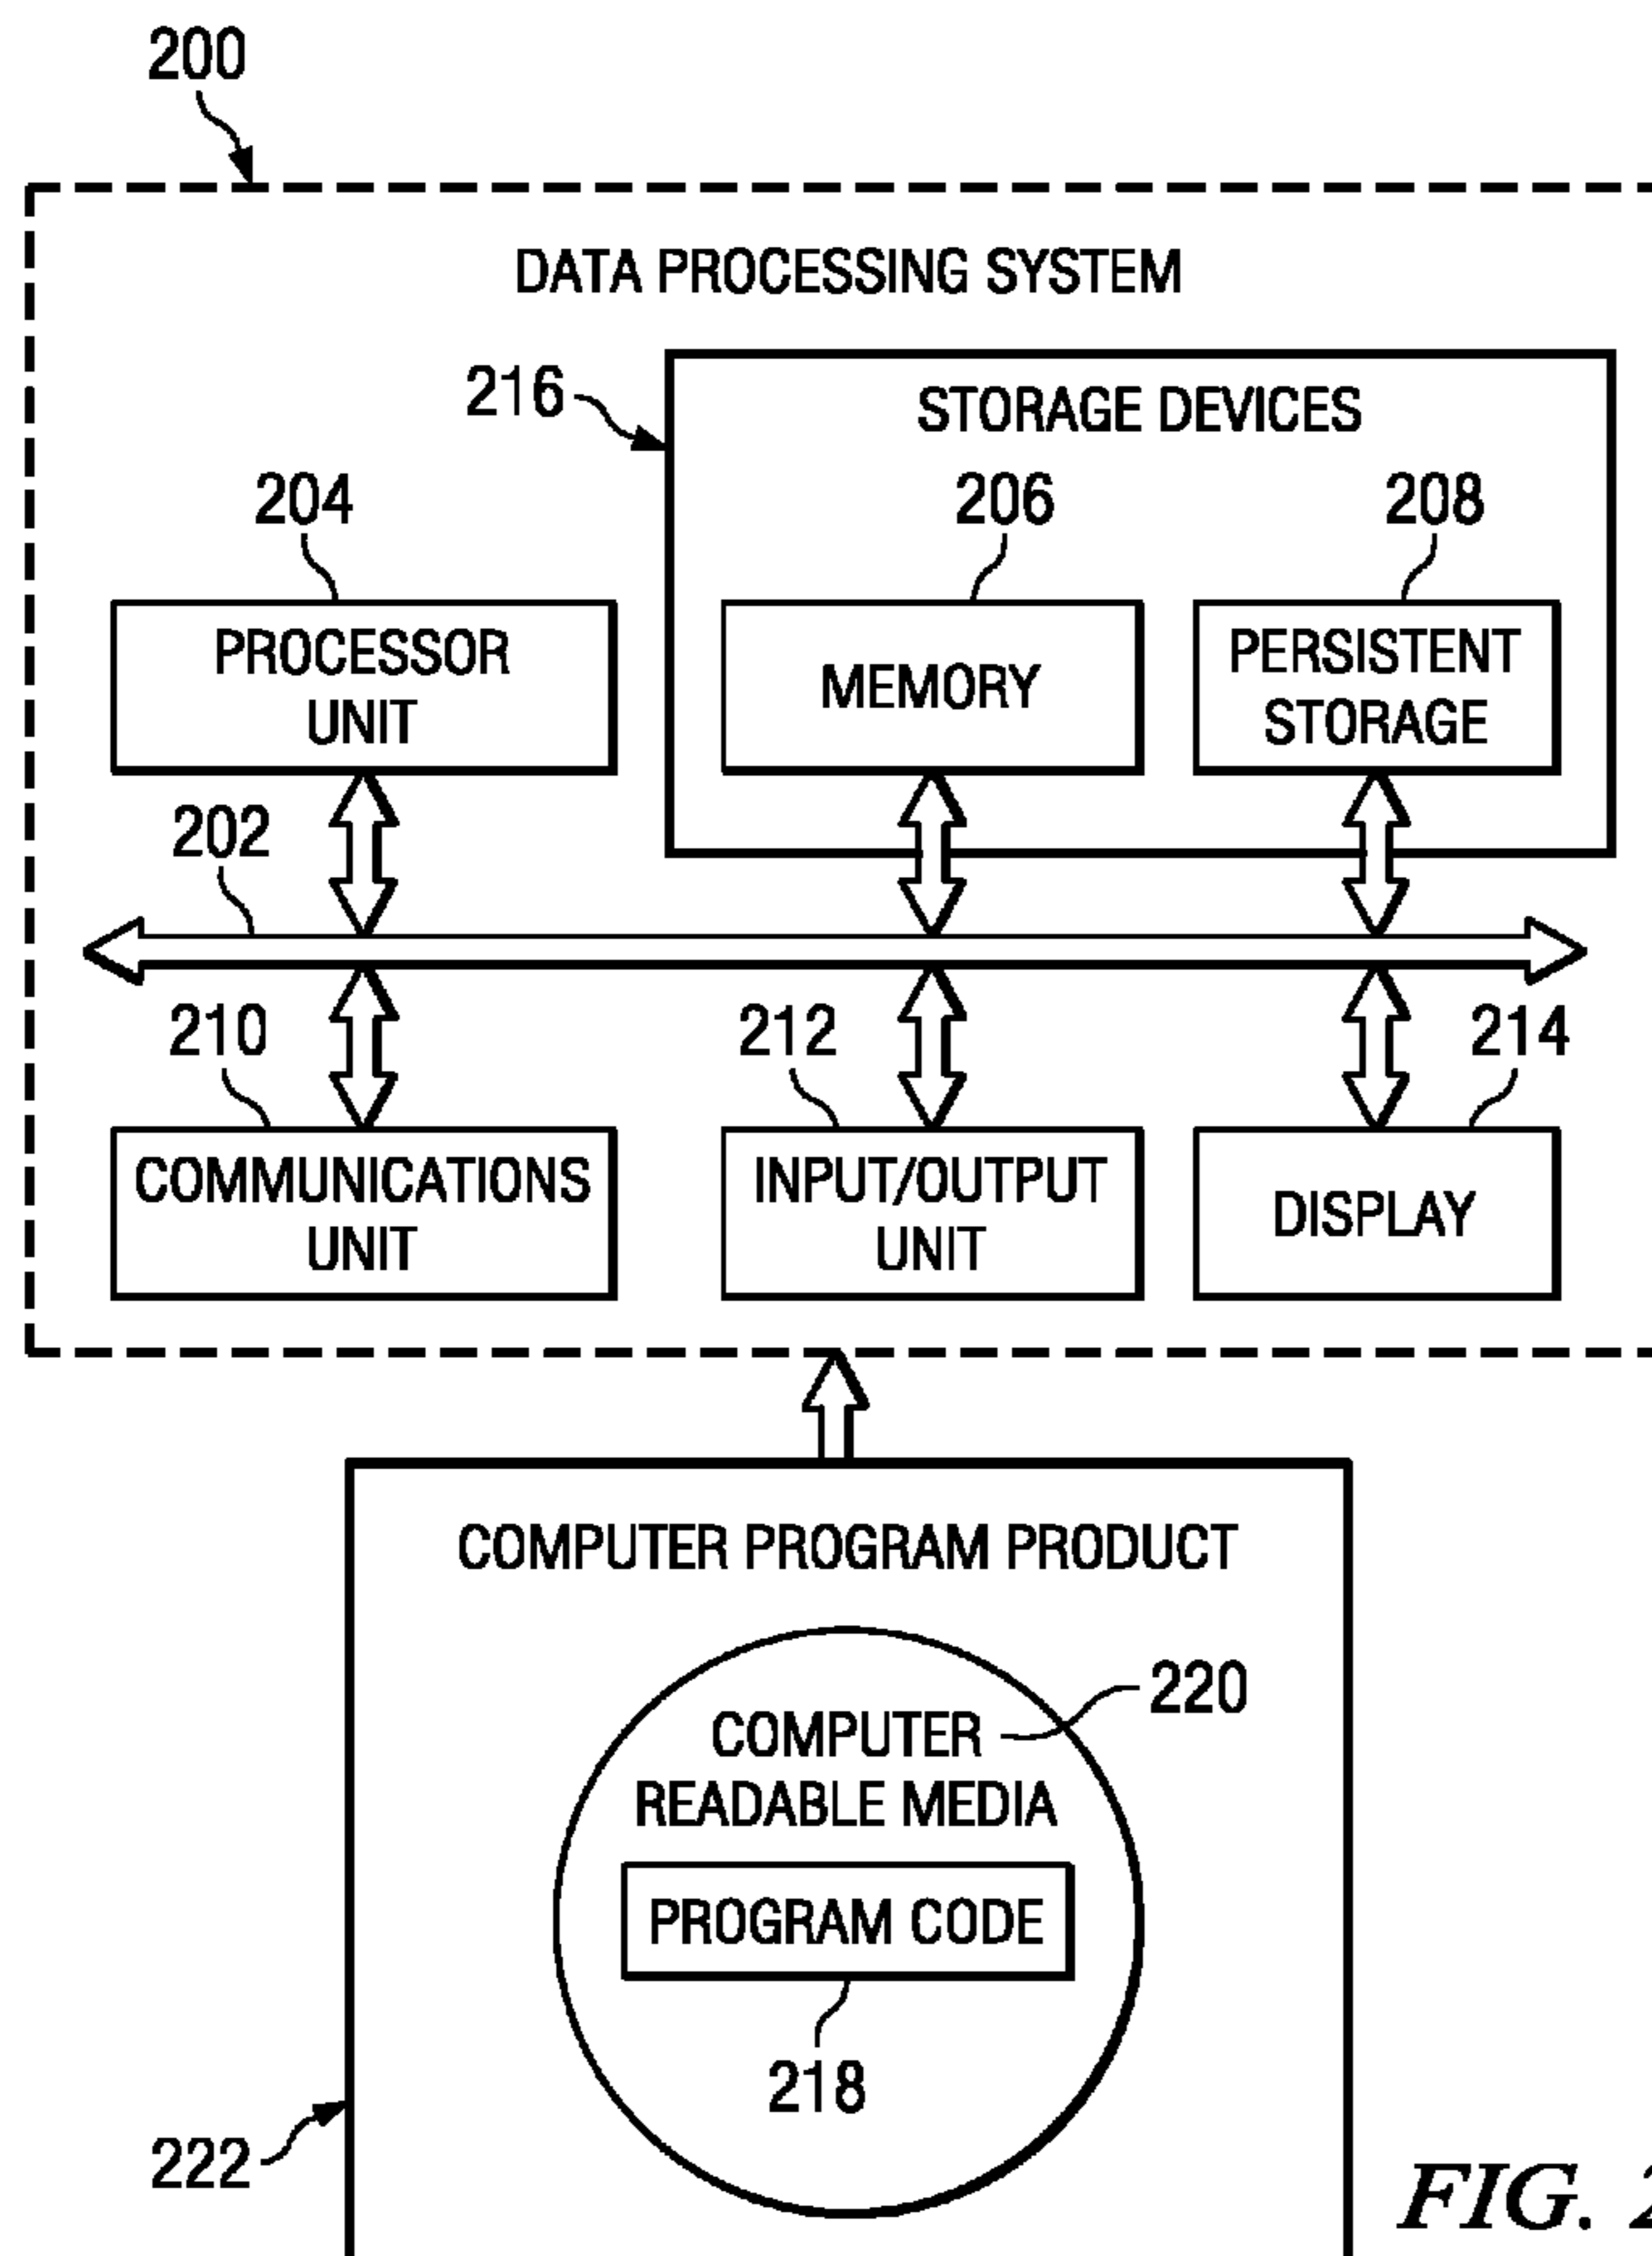 200
DATA PROCESSING SYSTEM
216
STORAGE DEVICES
204
206
208
PROCESSOR
UNIT
MEMORY
PERSISTENT
STORAGE
202
210
212
214
COMMUNICATIONS
UNIT
INPUT/OUTPUT
UNIT
DISPLAY
COMPUTER PROGRAM PRODUCT
220
COMPUTER
READABLE MEDIA
PROGRAM CODE
218
222
FIG.